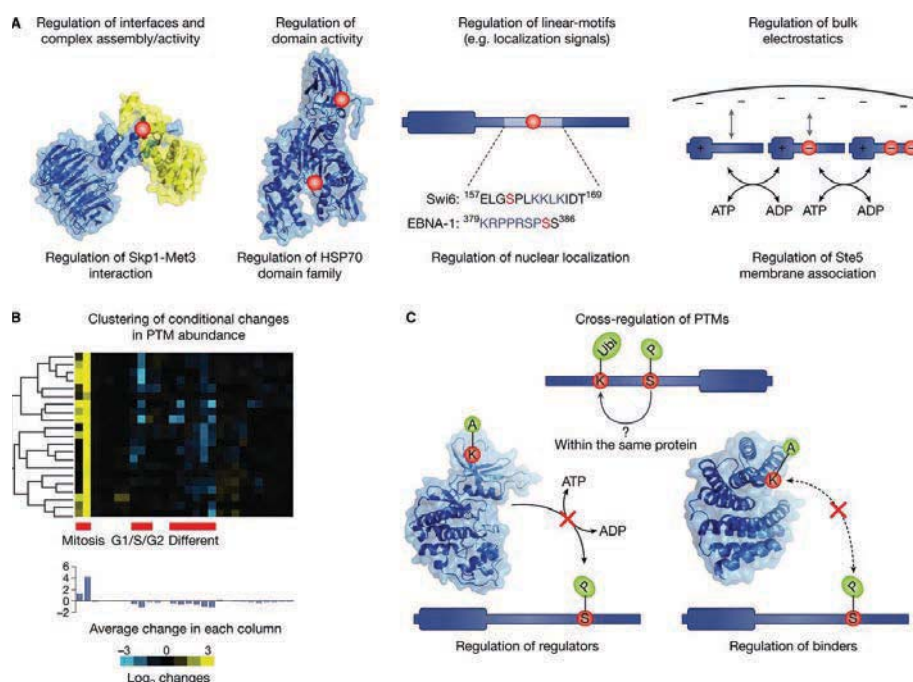 A
Regulation of interfaces and
complex assembly/activity
Regulation of
domain activity
Regulation of linear-motifs
(e.g. localization signals)
Regulation of bulk
electrostatics
+ + − + − −
Swi6: 157ELGSPLKKLKIDT169
EBNA-1: 379KRPPRSPSS386
ATP ADP ATP ADP
Regulation of Skp1-Met3
interaction
Regulation of HSP70
domain family
Regulation of nuclear localization
Regulation of Ste5
membrane association
B
Clustering of conditional changes
in PTM abundance
Mitosis G1/S/G2 Different
6
4
2
0
−2
Average change in each column
−3 0 3
Log2 changes
C
Cross-regulation of PTMs
Ubi P
K S
?
Within the same protein
A
K
ATP
ADP
P
S
Regulation of regulators
A
K
P
S
Regulation of binders